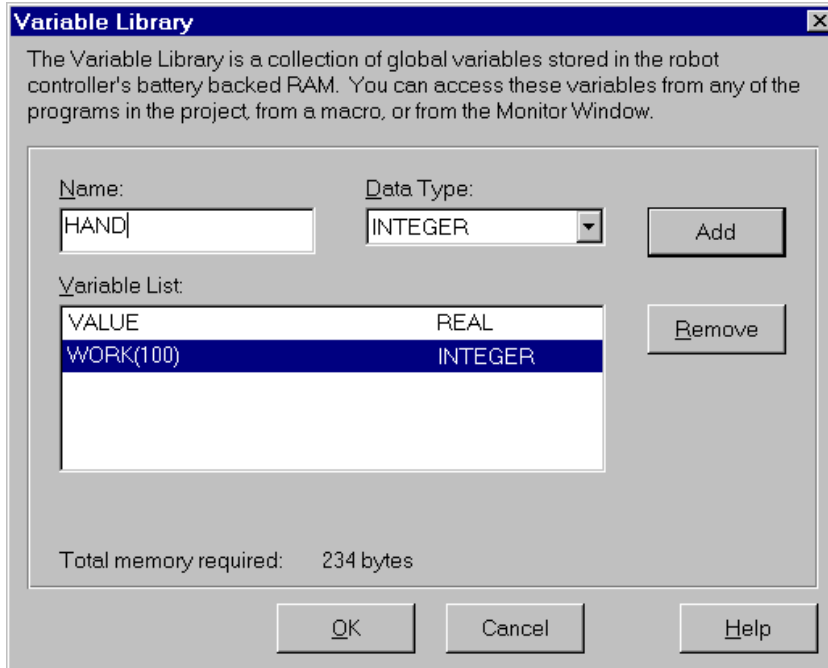 Variable Library
The Variable Library is a collection of global variables stored in the robot
controller's battery backed RAM. You can access these variables from any of the
programs in the project, from a macro, or from the Monitor Window.
Name: Data Type:
HAND INTEGER Add
Variable List:
VALUE REAL Remove
WORK(100) INTEGER
Total memory required: 234 bytes
OK Cancel Help